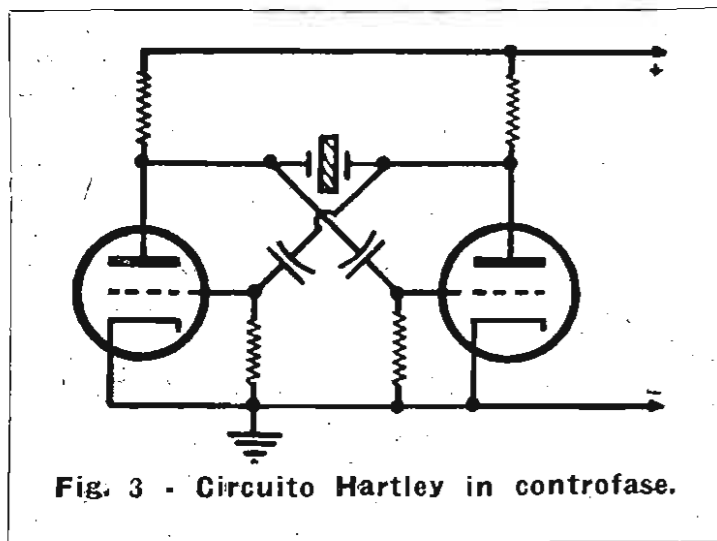 +
-
Fig. 3 - Circuito Hartley in controfase.